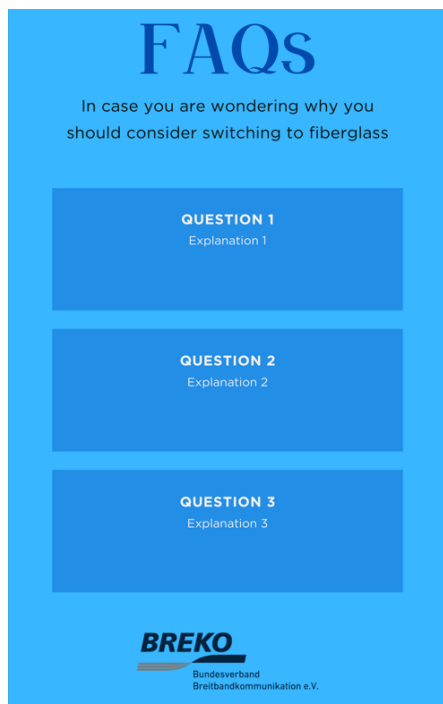 FAQs
In case you are wondering why you
should consider switching to fiberglass
QUESTION 1
Explanation 1
QUESTION 2
Explanation 2
QUESTION 3
Explanation 3
BREKO
Bundesverband
Breitbandkommunikation e.V.